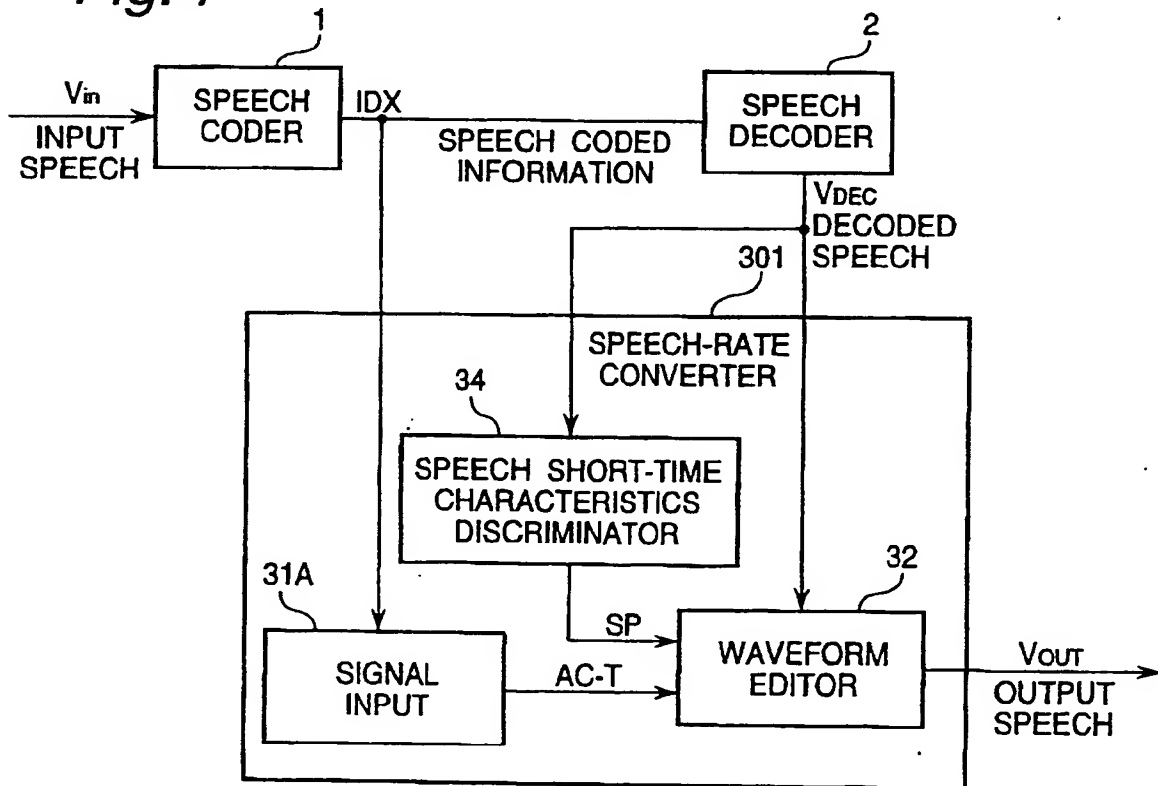 1
2
Vin
INPUT
SPEECH
SPEECH
CODER
IDX
SPEECH CODED
INFORMATION
SPEECH
DECODER
VDEC
DECODED
SPEECH
301
SPEECH-RATE
CONVERTER
34
SPEECH SHORT-TIME
CHARACTERISTICS
DISCRIMINATOR
31A
SIGNAL
INPUT
SP
AC-T
32
WAVEFORM
EDITOR
VOUT
OUTPUT
SPEECH